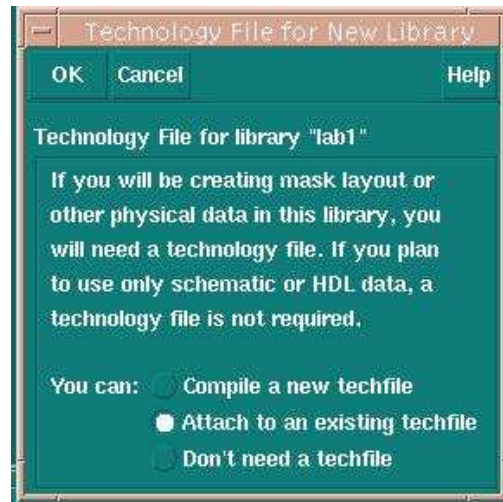 Technology File for New Library
OK Cancel Help
Technology File for library "lab1"
If you will be creating mask layout or
other physical data in this library, you
will need a technology file. If you plan
to use only schematic or HDL data, a
technology file is not required.
You can: Compile a new techfile
Attach to an existing techfile
Don't need a techfile